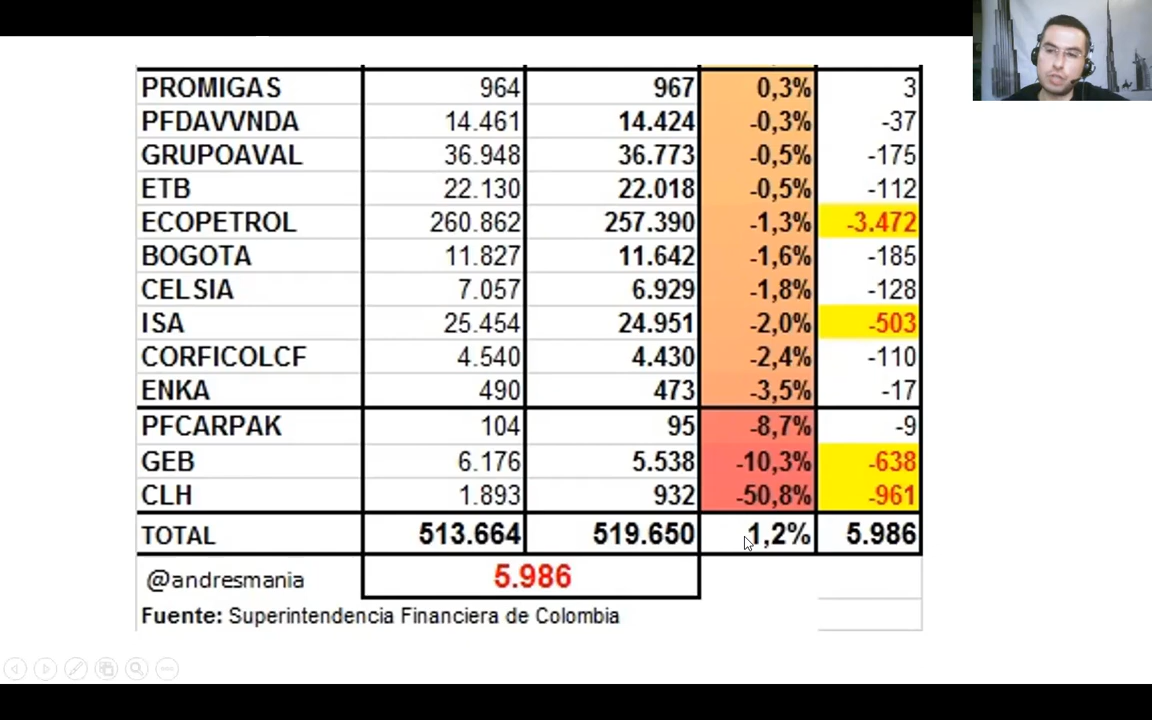 PROMIGAS 964 967 0,3% 3
PFDAVVNDA 14.461 14.424 -0,3% -37
GRUPOAVAL 36.948 36.773 -0,5% -175
ETB 22.130 22.018 -0,5% -112
ECOPETROL 260.862 257.390 -1,3% -3.472
BOGOTA 11.827 11.642 -1,6% -185
CELSIA 7.057 6.929 -1,8% -128
ISA 25.454 24.951 -2,0% -503
CORFICOLCF 4.540 4.430 -2,4% -110
ENKA 490 473 -3,5% -17
PFCARPAK 104 95 -8,7% -9
GEB 6.176 5.538 -10,3% -638
CLH 1.893 932 -50,8% -961
TOTAL 513.664 519.650 1,2% 5.986
@andresmania 5.986
Fuente: Superintendencia Financiera de Colombia